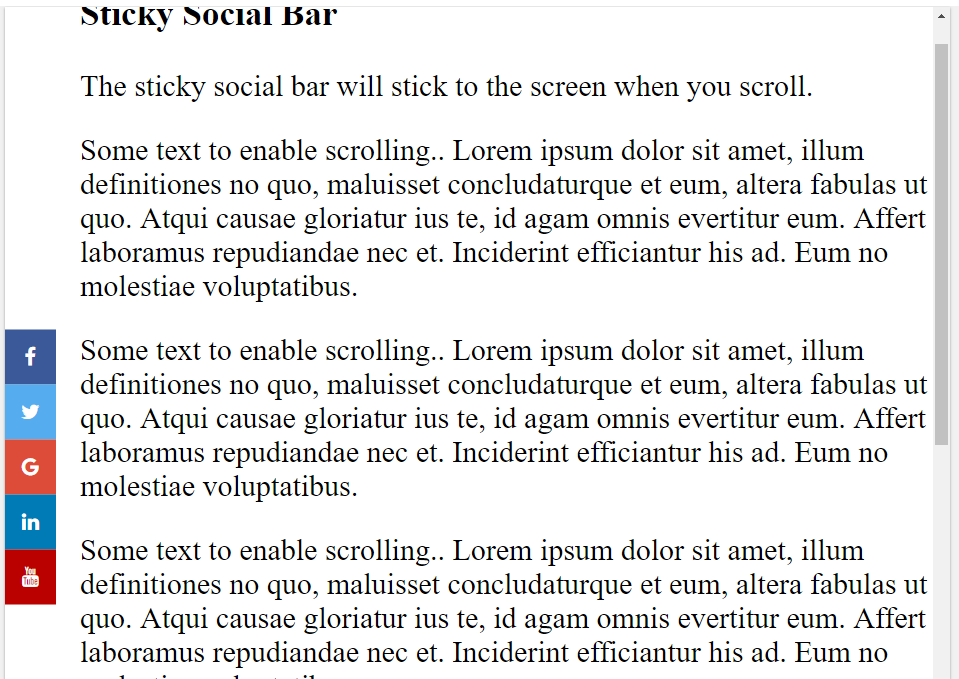 Sticky Social Bar
The sticky social bar will stick to the screen when you scroll.
Some text to enable scrolling.. Lorem ipsum dolor sit amet, illum
definitiones no quo, maluisset concludaturque et eum, altera fabulas ut
quo. Atqui causae gloriatur ius te, id agam omnis evertitur eum. Affert
laboramus repudiandae nec et. Inciderint efficiantur his ad. Eum no
molestiae voluptatibus.
Some text to enable scrolling.. Lorem ipsum dolor sit amet, illum
definitiones no quo, maluisset concludaturque et eum, altera fabulas ut
quo. Atqui causae gloriatur ius te, id agam omnis evertitur eum. Affert
laboramus repudiandae nec et. Inciderint efficiantur his ad. Eum no
molestiae voluptatibus.
Some text to enable scrolling.. Lorem ipsum dolor sit amet, illum
definitiones no quo, maluisset concludaturque et eum, altera fabulas ut
quo. Atqui causae gloriatur ius te, id agam omnis evertitur eum. Affert
laboramus repudiandae nec et. Inciderint efficiantur his ad. Eum no
f
G
in
You
Tube